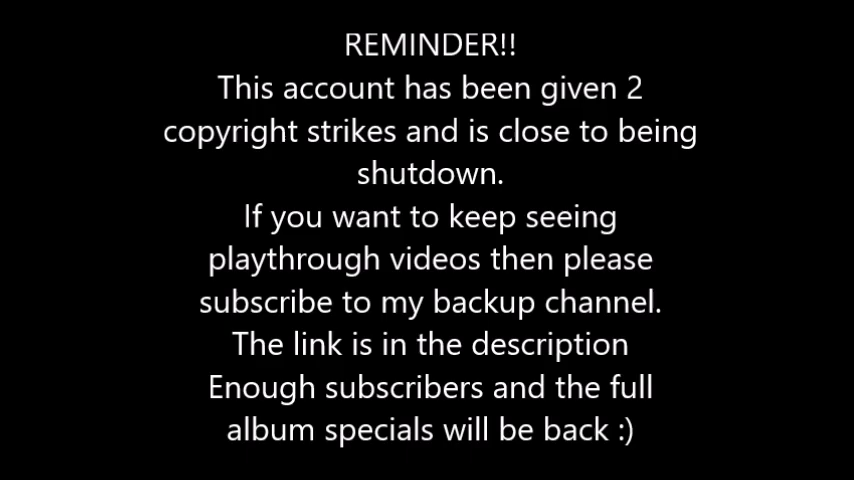 REMINDER!!
This account has been given 2
copyright strikes and is close to being
shutdown.
If you want to keep seeing
playthrough videos then please
subscribe to my backup channel.
The link is in the description
Enough subscribers and the full
album specials will be back :)